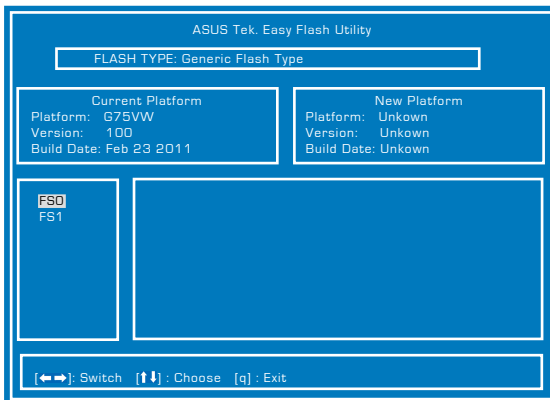 ASUS Tek. Easy Flash Utility
FLASH TYPE: Generic Flash Type
Current Platform
Platform: G75VW
Version: 100
Build Date: Feb 23 2011
New Platform
Platform: Unkown
Version: Unkown
Build Date: Unkown
FS0
FS1
[←→]: Switch [↑↓] : Choose [q] : Exit